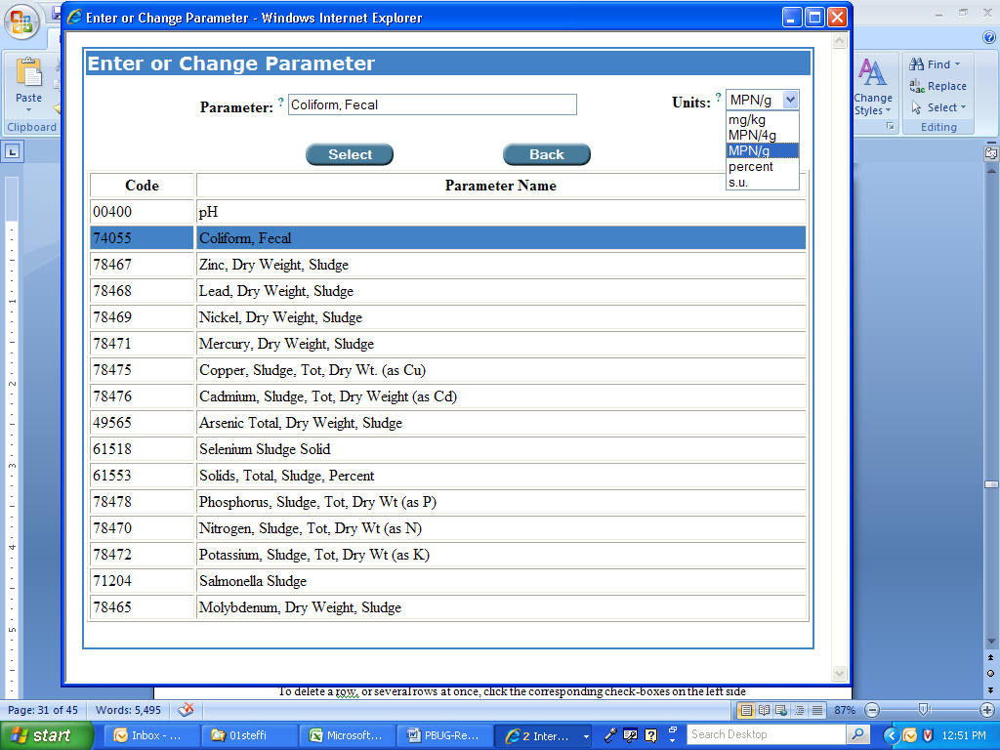 Enter or Change Parameter - Windows Internet Explorer
Enter or Change Parameter
Parameter: ? Coliform, Fecal
Units: ? MPN/g
mg/kg
MPN/4g
MPN/g
percent
s.u.
Select Back
Code Parameter Name
00400 pH
74055 Coliform, Fecal
78467 Zinc, Dry Weight, Sludge
78468 Lead, Dry Weight, Sludge
78469 Nickel, Dry Weight, Sludge
78471 Mercury, Dry Weight, Sludge
78475 Copper, Sludge, Tot, Dry Wt. (as Cu)
78476 Cadmium, Sludge, Tot, Dry Weight (as Cd)
49565 Arsenic Total, Dry Weight, Sludge
61518 Selenium Sludge Solid
61553 Solids, Total, Sludge, Percent
78478 Phosphorus, Sludge, Tot, Dry Wt (as P)
78470 Nitrogen, Sludge, Tot, Dry Wt (as N)
78472 Potassium, Sludge, Tot, Dry Wt (as K)
71204 Salmonella Sludge
78465 Molybdenum, Dry Weight, Sludge
Paste
Clipboard
Change
Styles
Find
Replace
Select
Editing
1
2
3
4
5
To delete a row, or several rows at once, click the corresponding check-boxes on the left side
Page: 31 of 45 Words: 5,495 87%
start Inbox - ... 01steffi Microsoft... PBUG-Re... 2 Inter... Search Desktop 12:51 PM